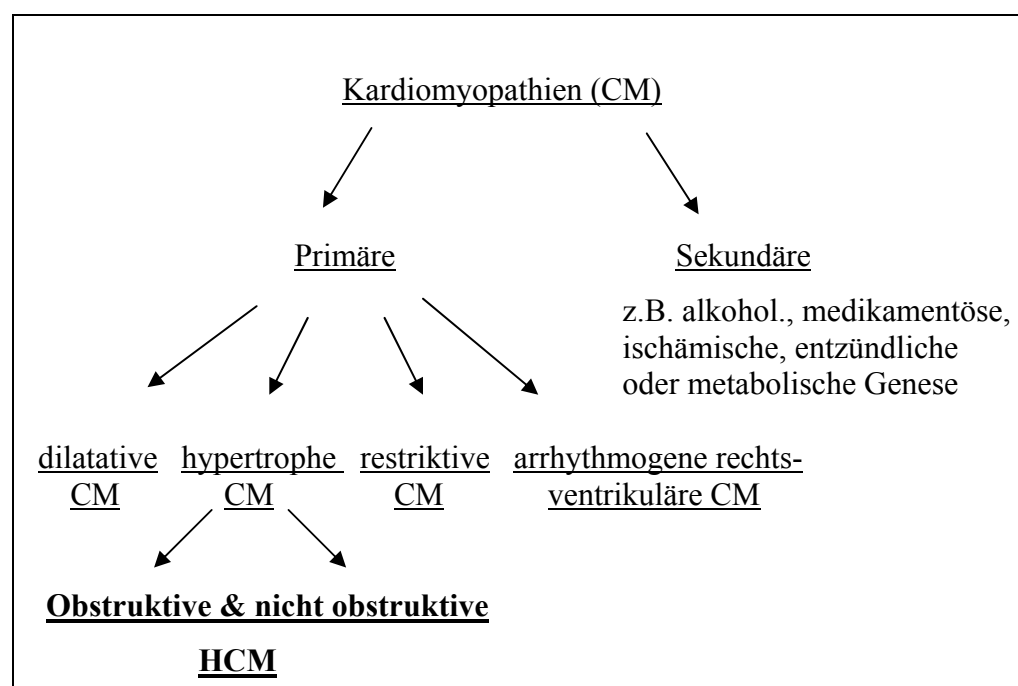 Kardiomyopathien (CM)
Primäre
Sekundäre
z.B. alkohol., medikamentöse,
ischämische, entzündliche
oder metabolische Genese
dilatative
CM
hypertrophe
CM
restriktive
CM
arrhythmogene rechts-
ventrikuläre CM
Obstruktive & nicht obstruktive
HCM